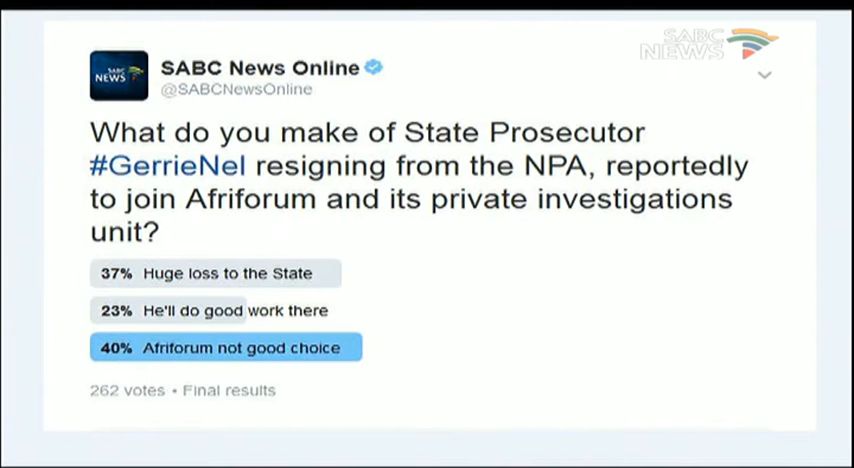 SABC
NEWS
SABC
NEWS
SABC News Online
@SABCNewsOnline
What do you make of State Prosecutor
#GerrieNel resigning from the NPA, reportedly
to join Afriforum and its private investigations
unit?
37% Huge loss to the State
23% He'll do good work there
40% Afriforum not good choice
262 votes • Final results